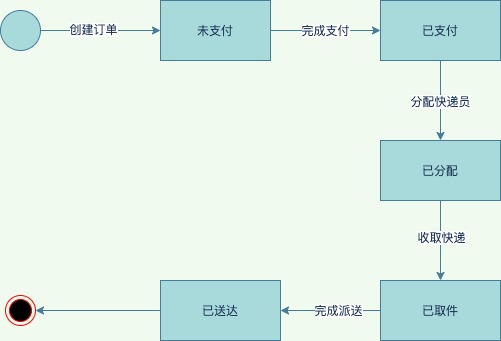 创建订单
未支付
完成支付
已支付
分配快递员
已分配
收取快递
已取件
完成派送
已送达